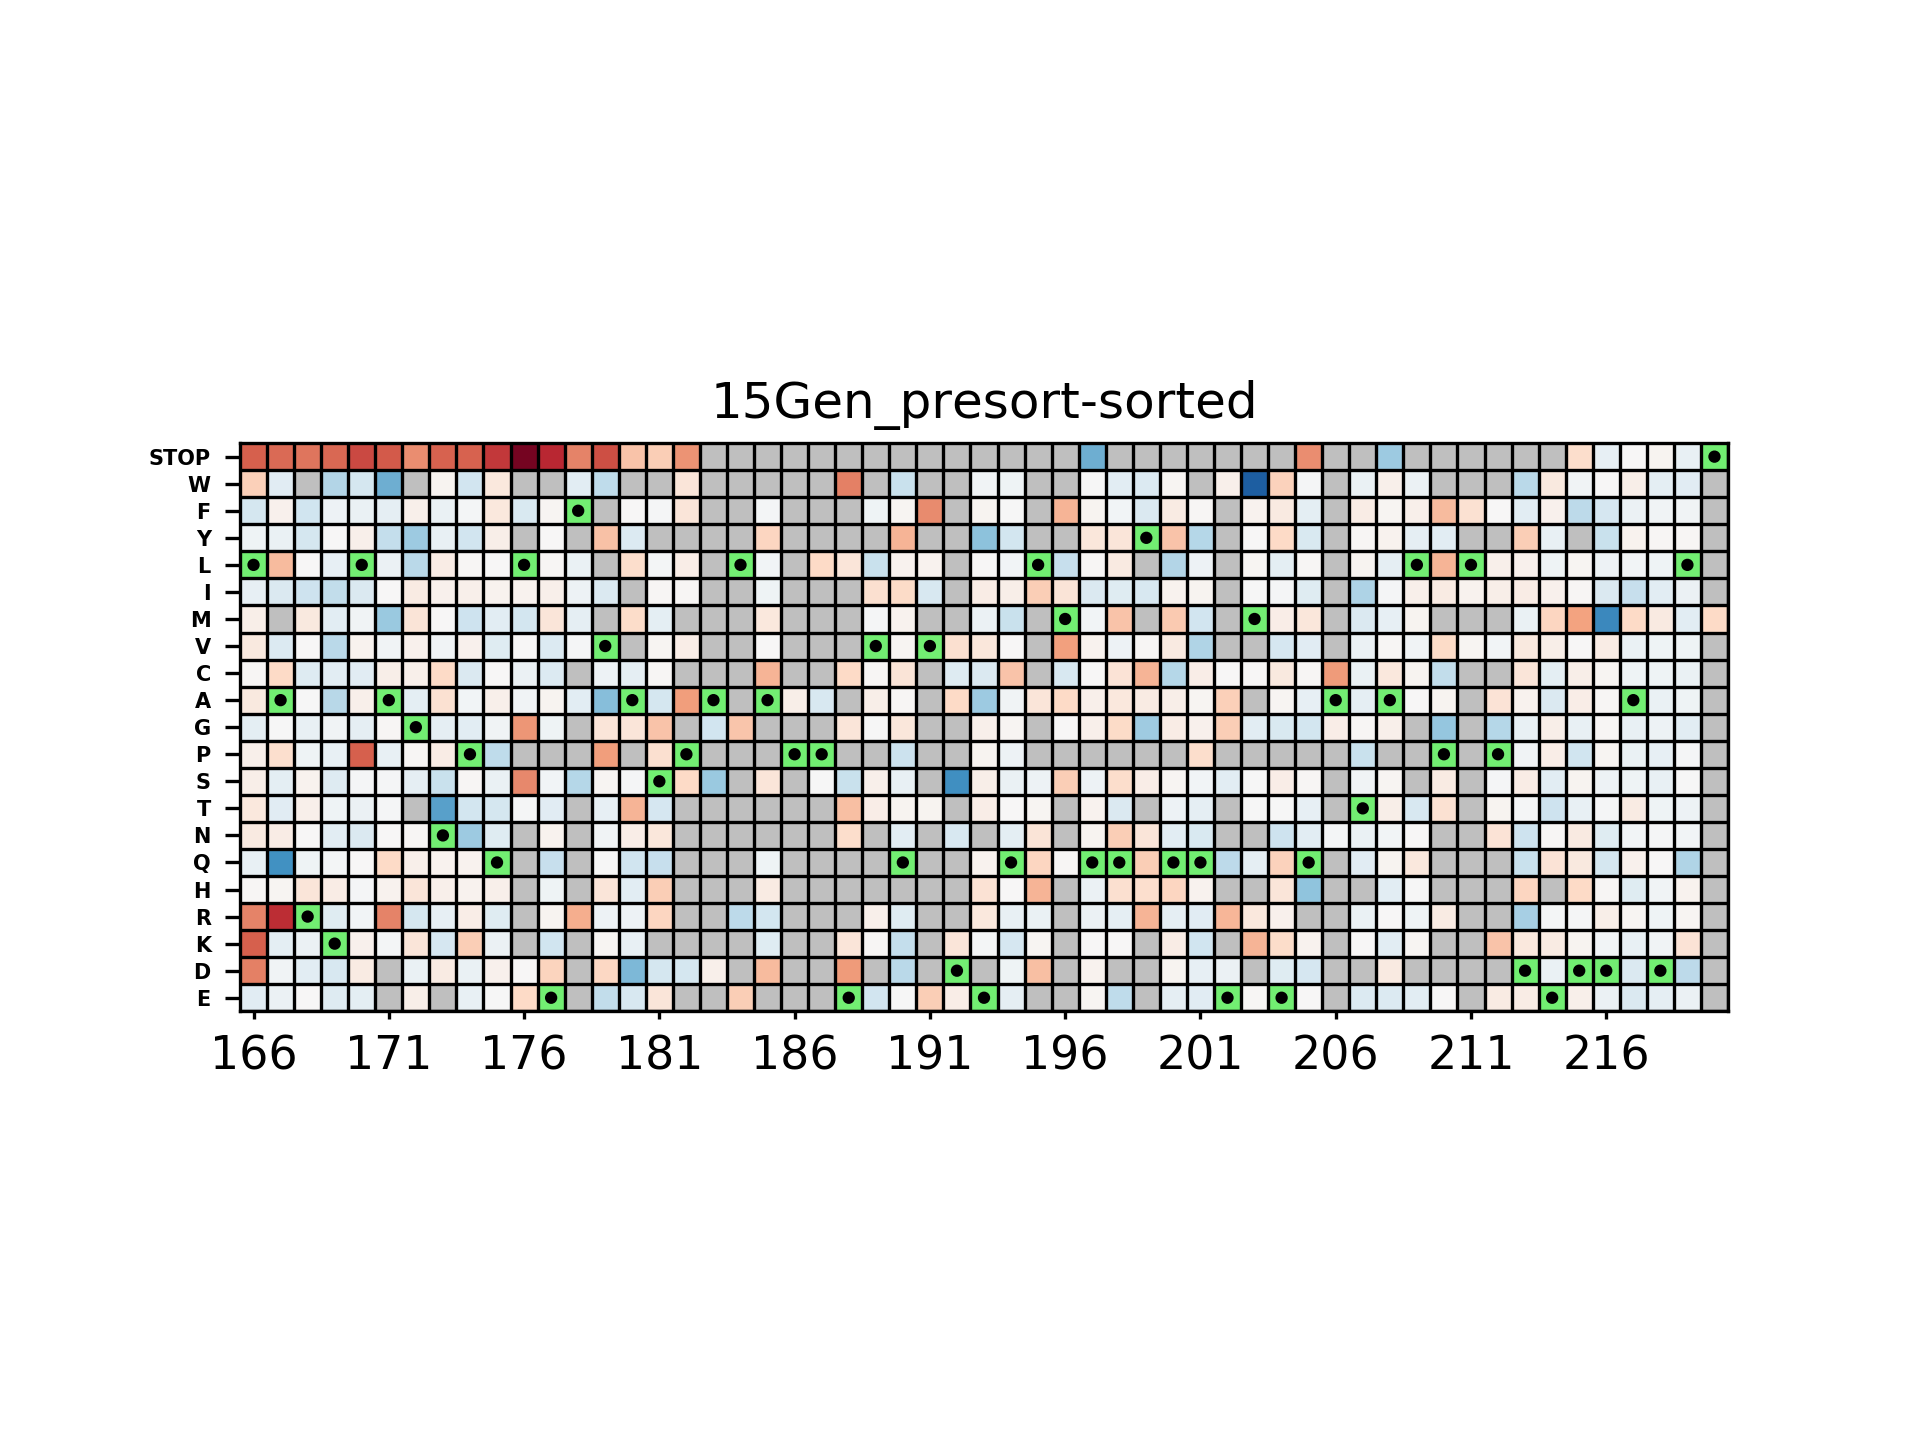 15Gen_presort-sorted
STOP
W
F
Y
L
I
M
V
C
A
G
P
S
T
N
Q
H
R
K
D
E
166 171 176 181 186 191 196 201 206 211 216